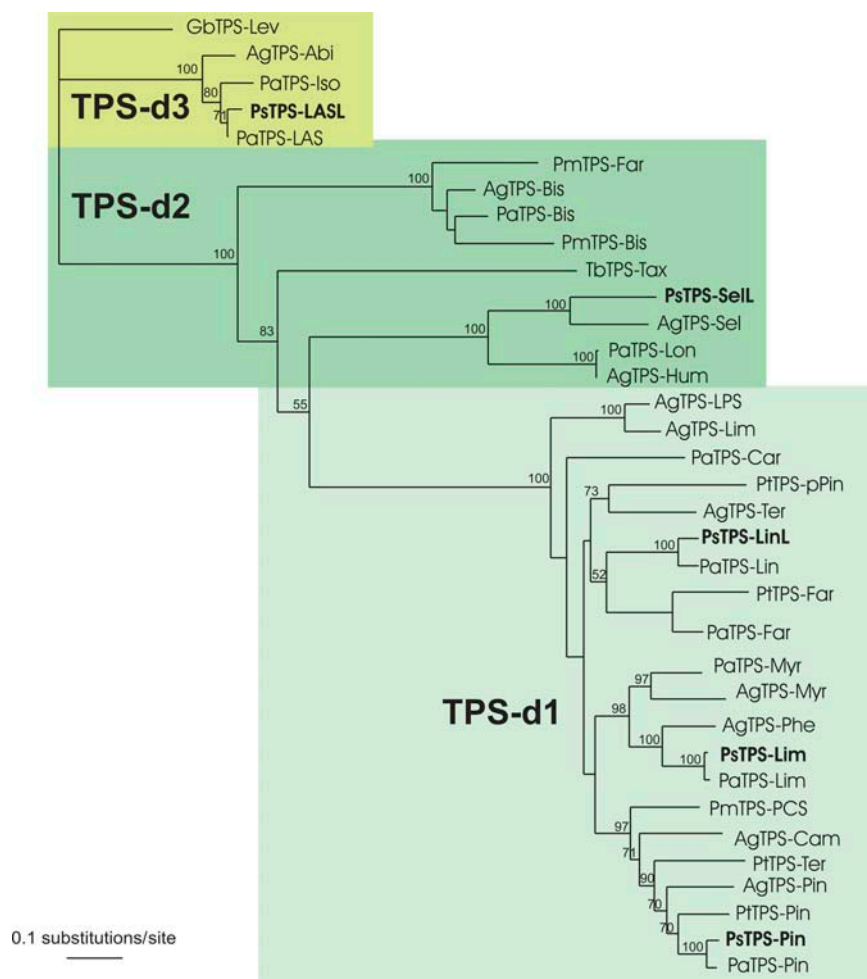 GbTPS-Lev
AgTPS-Abi
100
PaTPS-Iso
80
TPS-d3
PsTPS-LASL
71
PaTPS-LAS
PmTPS-Far
100
AgTPS-Bis
TPS-d2
PaTPS-Bis
PmTPS-Bis
100
TbTPS-Tax
PsTPS-SelL
100
AgTPS-Sel
83
100
PaTPS-Lon
100
AgTPS-Hum
55
AgTPS-LPS
100
AgTPS-Lim
PaTPS-Car
100
PtTPS-pPin
73
AgTPS-Ter
PsTPS-LinL
100
PaTPS-Lin
52
PtTPS-Far
PaTPS-Far
PaTPS-Myr
97
AgTPS-Myr
98
TPS-d1
AgTPS-Phe
100
PsTPS-Lim
100
PaTPS-Lim
PmTPS-PCS
97
AgTPS-Cam
71
PtTPS-Ter
90
AgTPS-Pin
70
PtTPS-Pin
70
PsTPS-Pin
100
PaTPS-Pin
0.1 substitutions/site